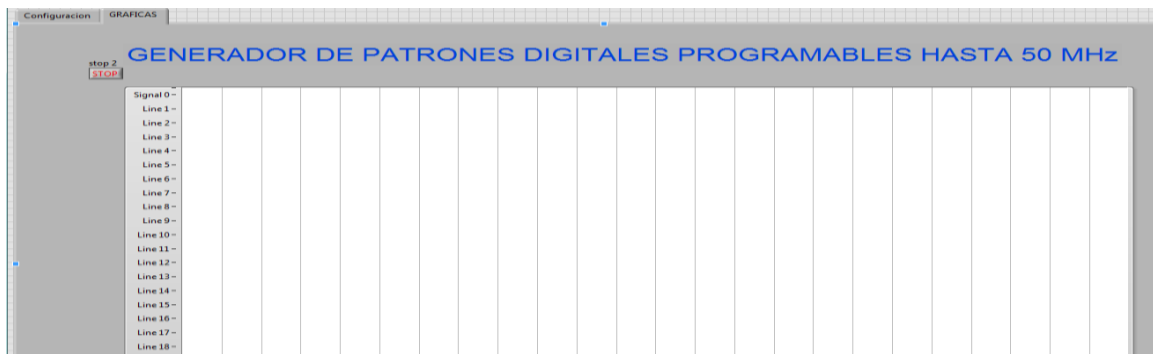 Configuracion GRAFICAS
GENERADOR DE PATRONES DIGITALES PROGRAMABLES HASTA 50 MHz
stop 2
STOP
Signal 0
Line 1
Line 2
Line 3
Line 4
Line 5
Line 6
Line 7
Line 8
Line 9
Line 10
Line 11
Line 12
Line 13
Line 14
Line 15
Line 16
Line 17
Line 18